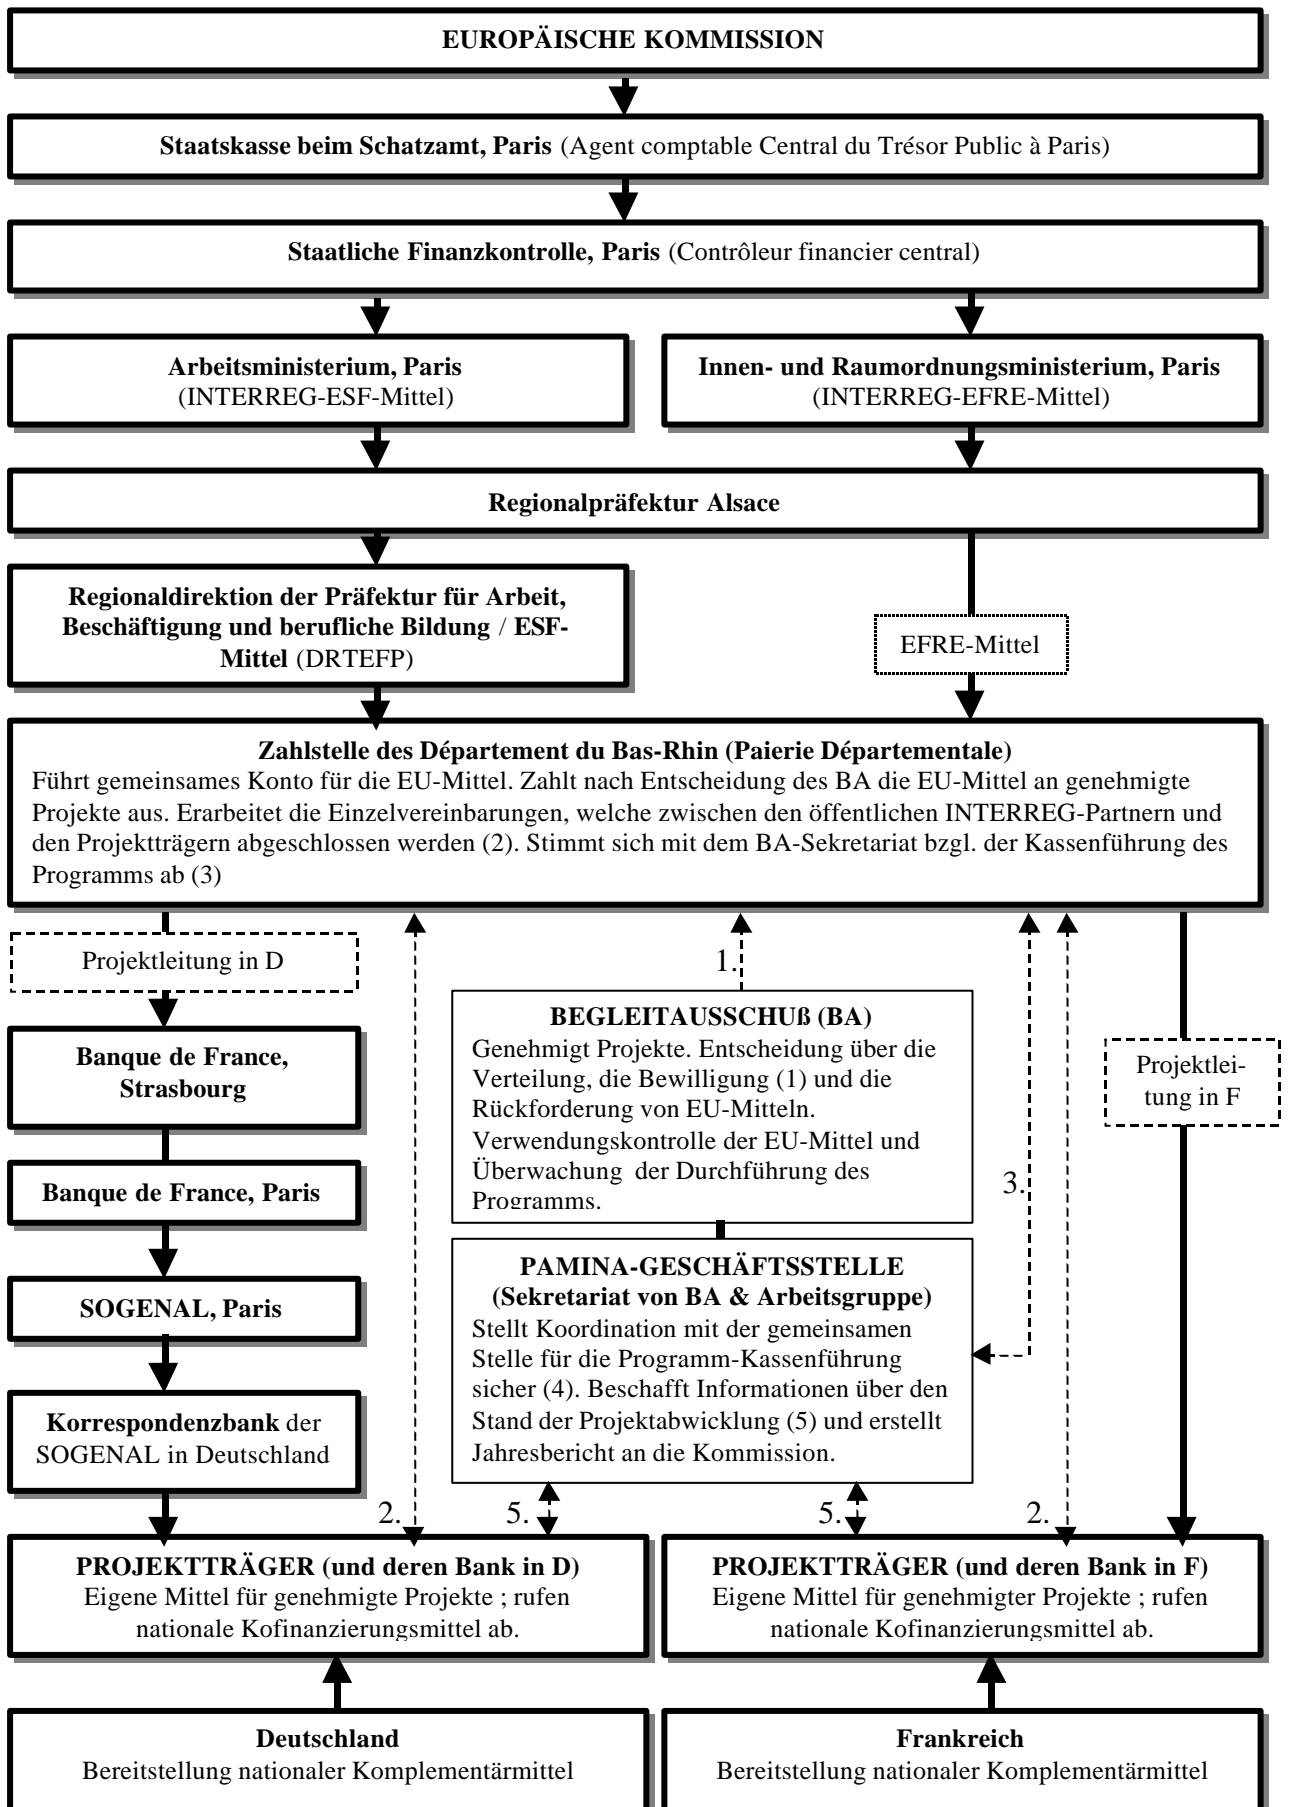 EUROPÄISCHE KOMMISSION
Staatskasse beim Schatzamt, Paris (Agent comptable Central du Trésor Public à Paris)
Staatliche Finanzkontrolle, Paris (Contrôleur financier central)
Arbeitsministerium, Paris
(INTERREG-ESF-Mittel)
Innen- und Raumordnungsministerium, Paris
(INTERREG-EFRE-Mittel)
Regionalpräfektur Alsace
Regionaldirektion der Präfektur für Arbeit,
Beschäftigung und berufliche Bildung / ESF-
Mittel (DRTEFP)
EFRE-Mittel
Zahlstelle des Département du Bas-Rhin (Paierie Départementale)
Führt gemeinsames Konto für die EU-Mittel. Zahlt nach Entscheidung des BA die EU-Mittel an genehmigte
Projekte aus. Erarbeitet die Einzelvereinbarungen, welche zwischen den öffentlichen INTERREG-Partnern und
den Projektträgern abgeschlossen werden (2). Stimmt sich mit dem BA-Sekretariat bzgl. der Kassenführung des
Programms ab (3)
Projektleitung in D
1.
Banque de France,
Strasbourg
Banque de France, Paris
SOGENAL, Paris
Korrespondenzbank der
SOGENAL in Deutschland
BEGLEITAUSSCHUß (BA)
Genehmigt Projekte. Entscheidung über die
Verteilung, die Bewilligung (1) und die
Rückforderung von EU-Mitteln.
Verwendungskontrolle der EU-Mittel und
Überwachung der Durchführung des
Programms.
3.
Projektlei-
tung in F
PAMINA-GESCHÄFTSSTELLE
(Sekretariat von BA & Arbeitsgruppe)
Stellt Koordination mit der gemeinsamen
Stelle für die Programm-Kassenführung
sicher (4). Beschafft Informationen über den
Stand der Projektabwicklung (5) und erstellt
Jahresbericht an die Kommission.
2. 5. 5. 2.
PROJEKTTRÄGER (und deren Bank in D)
Eigene Mittel für genehmigte Projekte ; rufen
nationale Kofinanzierungsmittel ab.
PROJEKTTRÄGER (und deren Bank in F)
Eigene Mittel für genehmigter Projekte ; rufen
nationale Kofinanzierungsmittel ab.
Deutschland
Bereitstellung nationaler Komplementärmittel
Frankreich
Bereitstellung nationaler Komplementärmittel